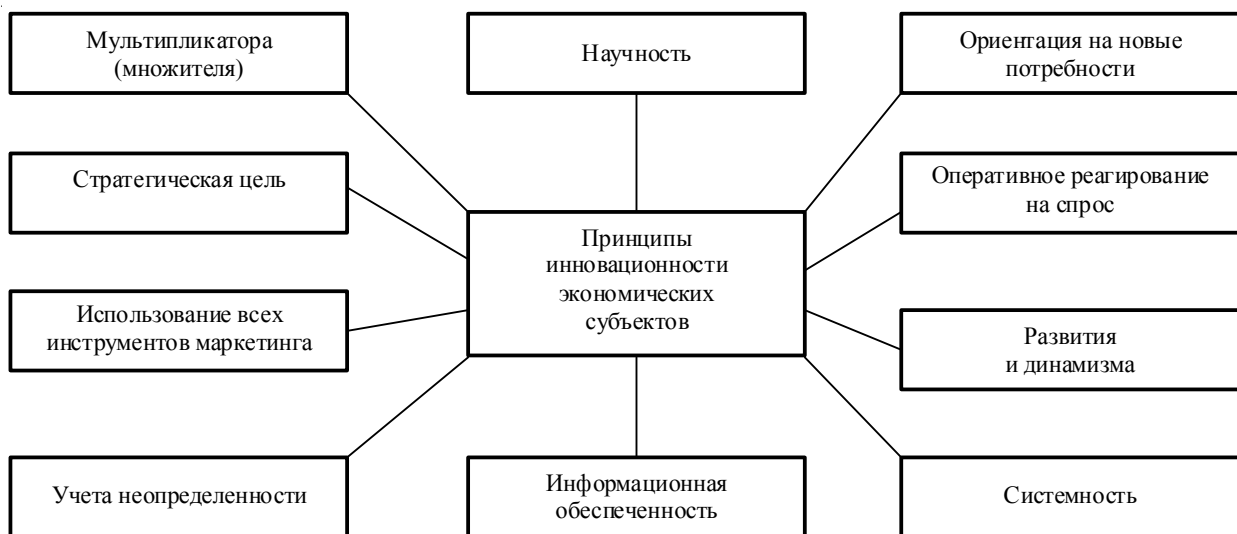 Мультипликатора
(множителя)
Научность
Ориентация на новые
потребности
Стратегическая цель
Оперативное реагирование
на спрос
Принципы
инновационности
экономических
субъектов
Использование всех
инструментов маркетинга
Развития
и динамизма
Учета неопределенности
Информационная
обеспеченность
Системность